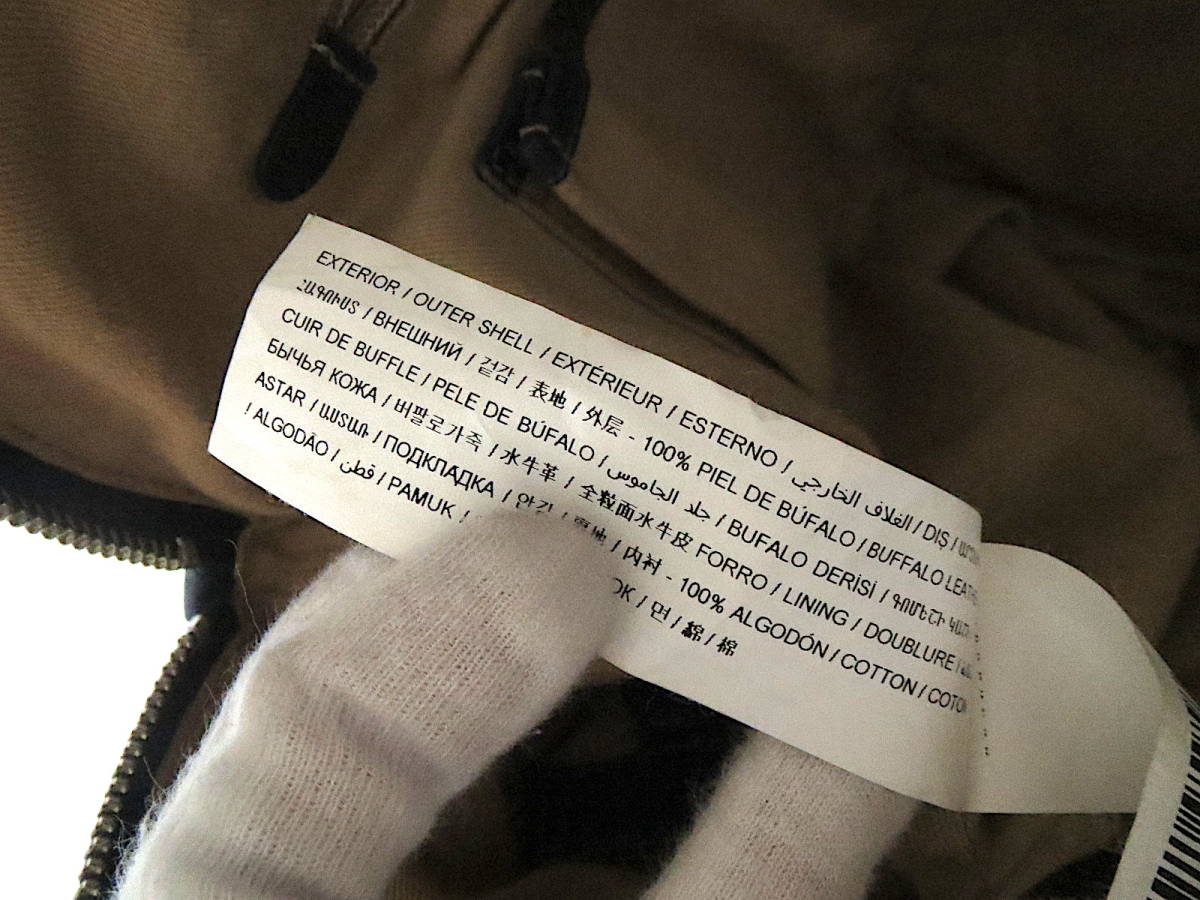 EXTERIOR / OUTER SHELL / EXTÉRIEUR / ESTERNO / الغلاف الخارجي / DIŞ /
ՀԱԳՈՒՍՏ / ВНЕШНИЙ / 겉감 / 表地 / 外层 - 100% PIEL DE BÚFALO / BUFFALO
CUIR DE BUFFLE / PELE DE BÚFALO / جلد الجاموس / BUFALO DERİSİ / ԳՈՄԵՇԻ
БЫЧЬЯ КОЖА / 버팔로가죽 / 水牛革 / 全粒面水牛皮 FORRO / LINING / DOUBLURE /
ASTAR / ԱՍՏԱՌ / ПОДКЛАДКА / 안감 / 裏地 / 内衬 - 100% ALGODÓN / COTTON /
/ ALGODÃO / قطن / PAMUK / / 면 / 綿 / 棉